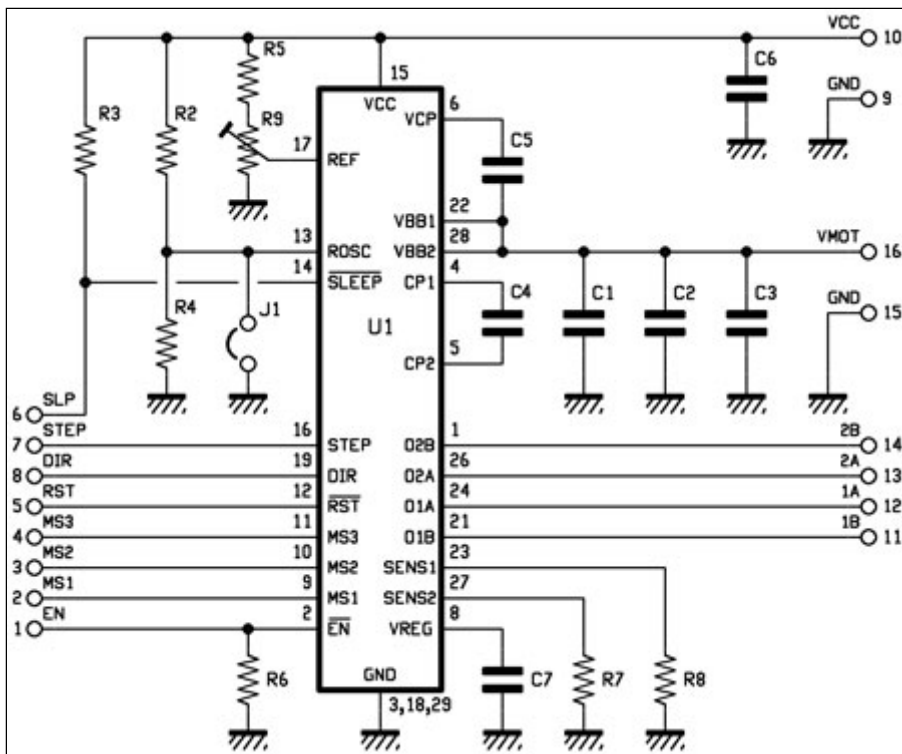 VCC
10
R5
15
C6
GND
9
R3
R2
R9
VCC
6
VCP
17
REF
C5
22
VBB1
13
ROSC
28
VBB2
VMOT
16
14
SLEEP
4
CP1
R4
J1
U1
C4
C1
C2
C3
GND
15
5
CP2
6
SLP
7
STEP
16
STEP
1
O2B
2B
14
8
DIR
19
DIR
26
O2A
2A
13
5
RST
12
RST
24
O1A
1A
12
4
MS3
11
MS3
21
O1B
1B
11
3
MS2
10
MS2
23
SENS1
2
MS1
9
MS1
27
SENS2
1
EN
2
EN
8
VREG
R6
GND
C7
R7
R8
3,18,29